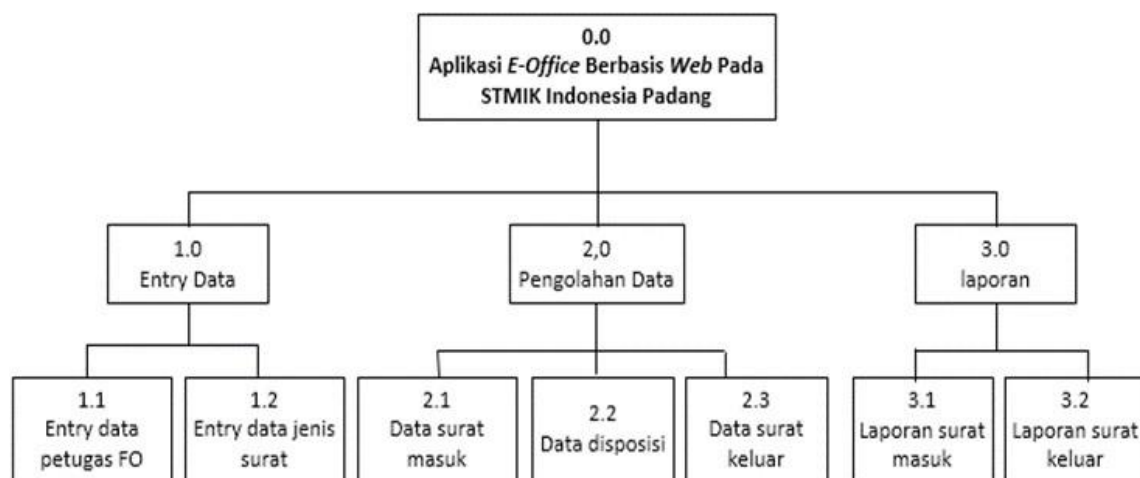 0.0
Aplikasi E-Office Berbasis Web Pada
STMIK Indonesia Padang
1.0
Entry Data
2,0
Pengolahan Data
3.0
laporan
1.1
Entry data
petugas FO
1.2
Entry data jenis
surat
2.1
Data surat
masuk
2.2
Data disposisi
2.3
Data surat
keluar
3.1
Laporan surat
masuk
3.2
Laporan surat
keluar